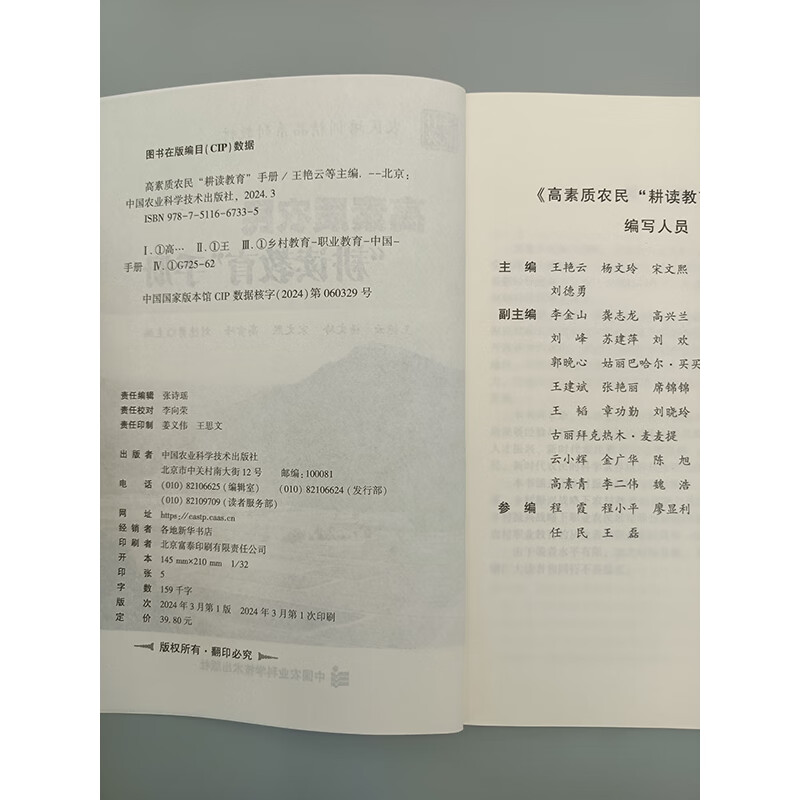 图书在版编目(CIP)数据
高素质农民“耕读教育”手册 / 王艳云等主编. --北京:
中国农业科学技术出版社, 2024.3
ISBN 978-7-5116-6733-5
Ⅰ.①高… Ⅱ.①王 Ⅲ.①乡村教育-职业教育-中国-
手册 Ⅳ.①G725-62
中国国家版本馆 CIP 数据核字(2024)第 060329 号
责任编辑 张诗瑶
责任校对 李向荣
责任印制 姜义伟 王思文
出版者 中国农业科学技术出版社
北京市中关村南大街 12 号 邮编:100081
电话 (010) 82106625 (编辑室) (010) 82106624 (发行部)
(010) 82109709 (读者服务部)
网址 https://castp.caas.cn
经销者 各地新华书店
印刷者 北京富泰印刷有限责任公司
开本 145 mm×210 mm 1/32
印张 5
字数 159 千字
版次 2024 年 3 月第 1 版 2024 年 3 月第 1 次印刷
定价 39.80 元
版权所有·翻印必究
《高素质农民“耕读教
编写人员
主编 王艳云 杨文玲 宋文熙
刘德勇
副主编 李金山 龚志龙 高兴兰
刘峰 苏建萍 刘欢
郭晚心 姑丽巴哈尔·买买
王建斌 张艳丽 席锦锦
王韬 章功勤 刘晓玲
古丽拜克热木·麦麦提
云小辉 金广华 陈旭
高素青 李二伟 魏浩
参编 程霞 程小平 廖显利
任民 王磊